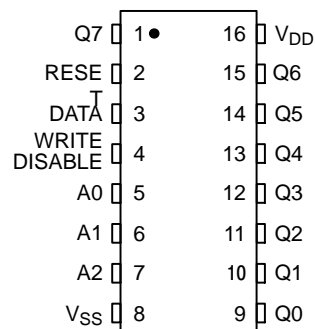 Q7 1 16 VDD
RESET 2 15 Q6
DATA 3 14 Q5
WRITE
DISABLE 4 13 Q4
A0 5 12 Q3
A1 6 11 Q2
A2 7 10 Q1
VSS 8 9 Q0